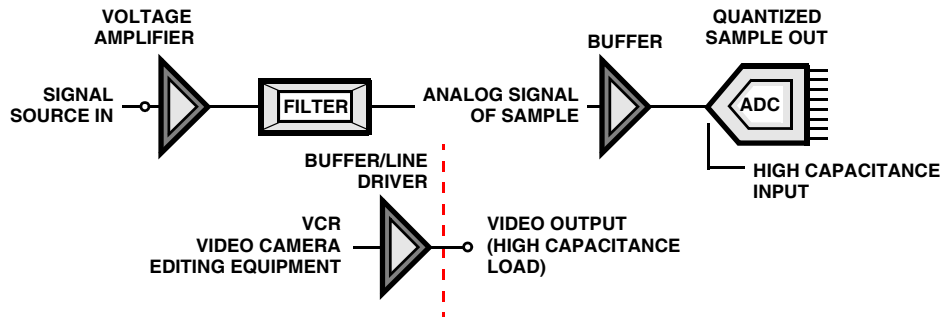 VOLTAGE
AMPLIFIER
SIGNAL
SOURCE IN
FILTER
ANALOG SIGNAL
OF SAMPLE
BUFFER
QUANTIZED
SAMPLE OUT
ADC
HIGH CAPACITANCE
INPUT
BUFFER/LINE
DRIVER
VCR
VIDEO CAMERA
EDITING EQUIPMENT
VIDEO OUTPUT
(HIGH CAPACITANCE
LOAD)